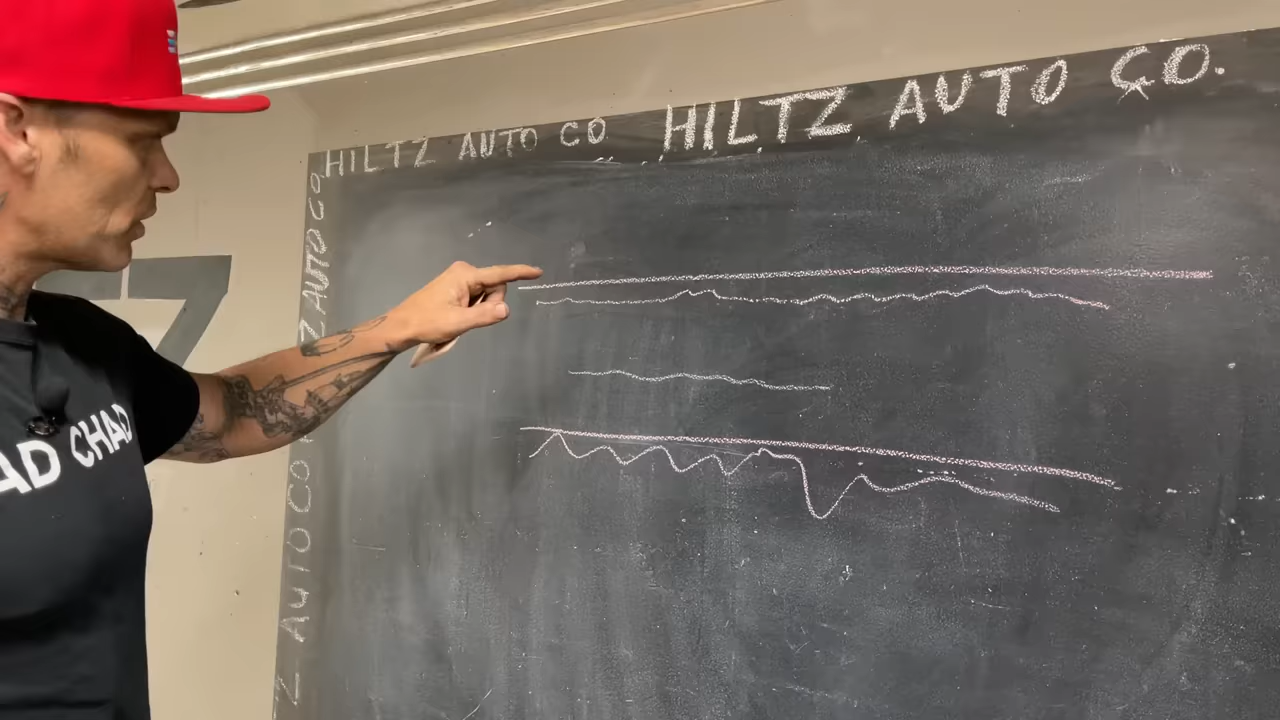 HILTZ AUTO CO HILTZ AUTO CO.
Z AUTO CO
Z AUTO CO.
AD CHAD
Z